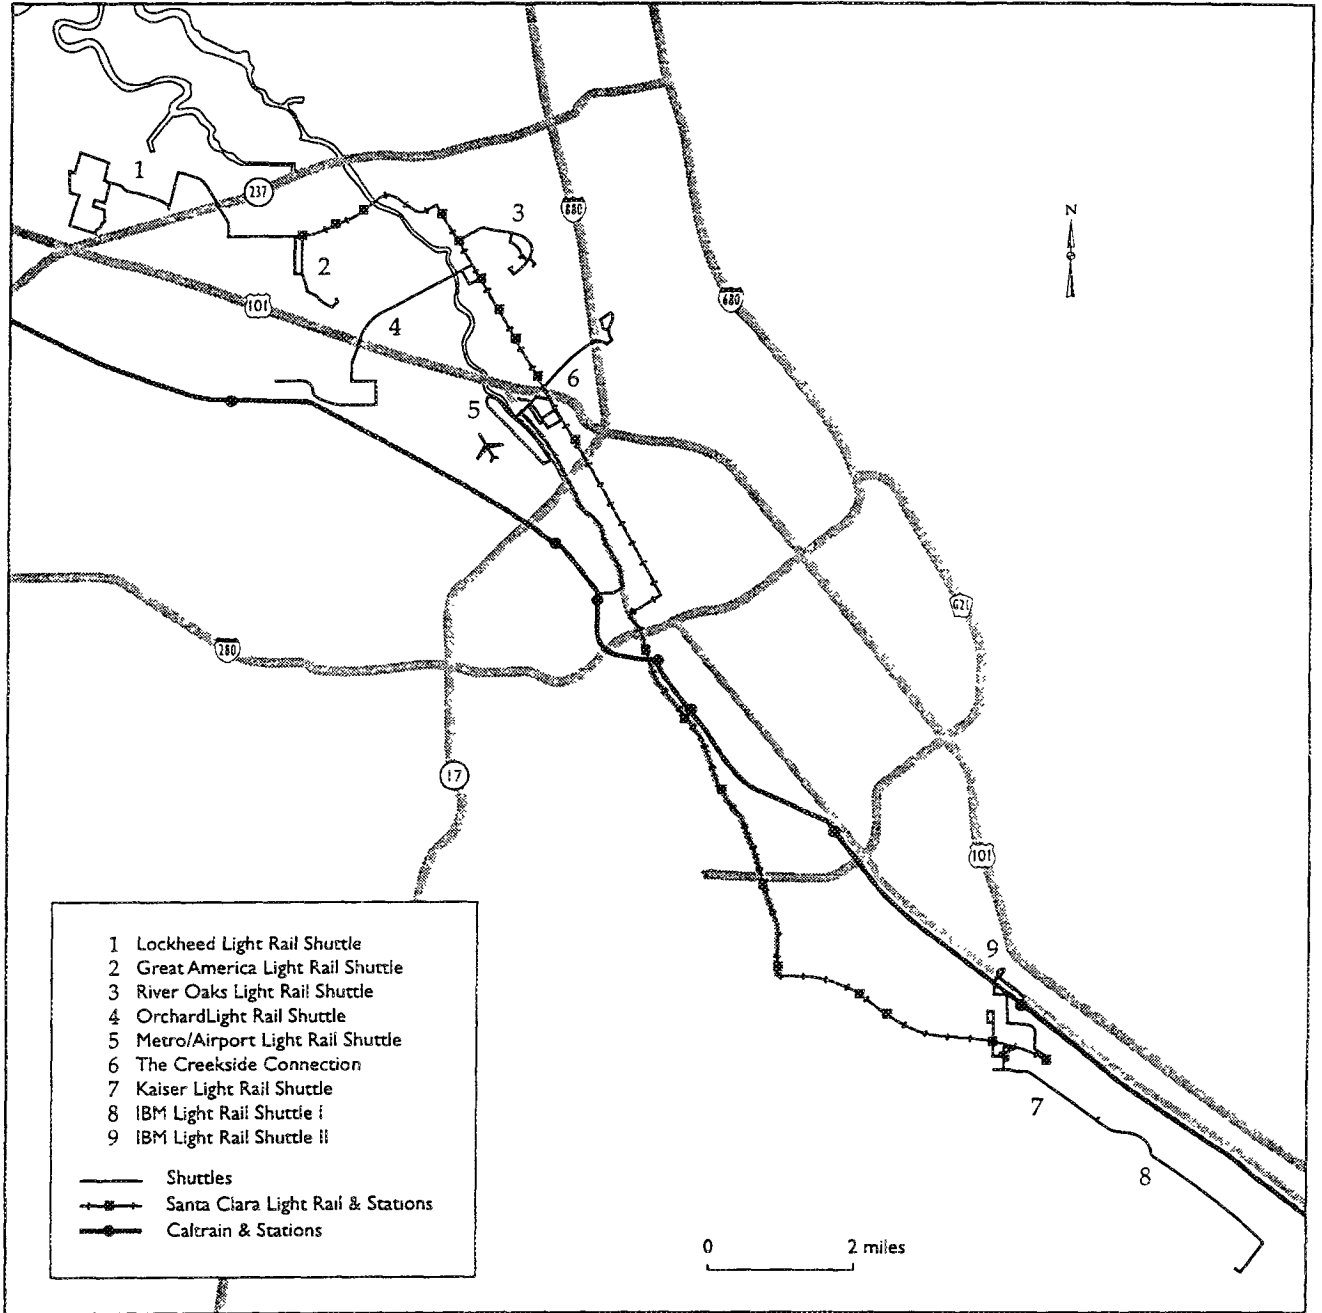 1
237
880
3
N
2
101
680
4
6
5
G21
280
17
101
9
1 Lockheed Light Rail Shuttle
2 Great America Light Rail Shuttle
3 River Oaks Light Rail Shuttle
4 OrchardLight Rail Shuttle
5 Metro/Airport Light Rail Shuttle
6 The Creekside Connection
7 Kaiser Light Rail Shuttle
8 IBM Light Rail Shuttle I
9 IBM Light Rail Shuttle II
7
8
Shuttles
Santa Clara Light Rail & Stations
Caltrain & Stations
0 2 miles